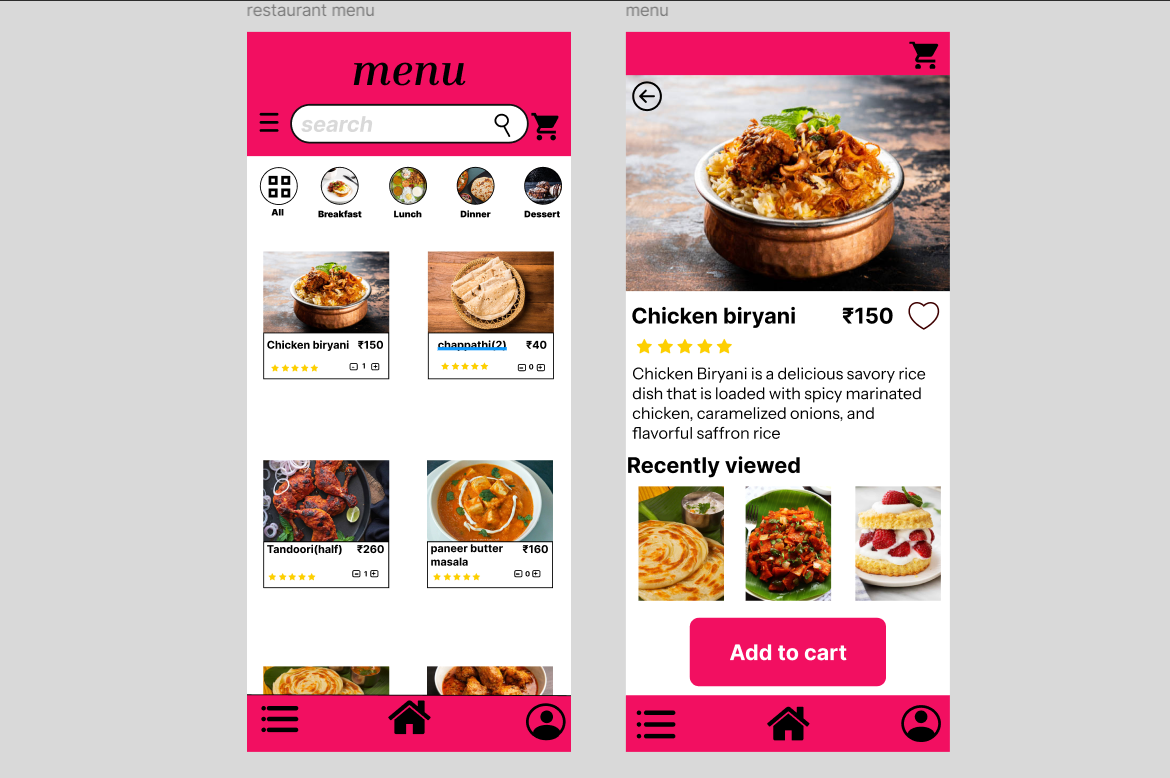 restaurant menu
menu
search
All
Breakfast
Lunch
Dinner
Dessert
Chicken biryani ₹150
1
chappathi(2) ₹40
0
Tandoori(half) ₹260
1
paneer butter masala ₹160
0
menu
Chicken biryani ₹150
Chicken Biryani is a delicious savory rice
dish that is loaded with spicy marinated
chicken, caramelized onions, and
flavorful saffron rice
Recently viewed
Add to cart